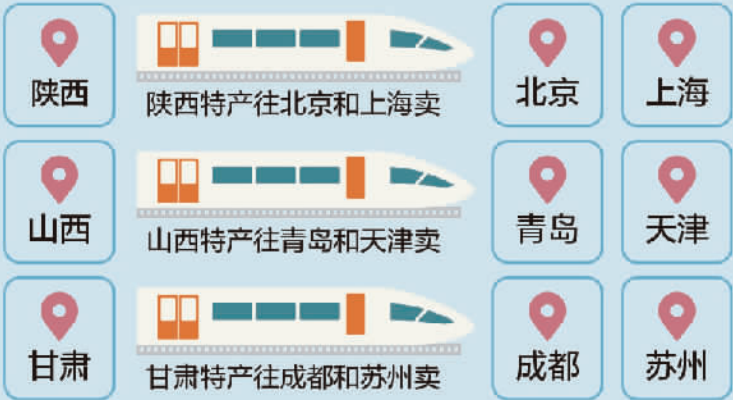 陕西
陕西特产往北京和上海卖
北京
上海
山西
山西特产往青岛和天津卖
青岛
天津
甘肃
甘肃特产往成都和苏州卖
成都
苏州